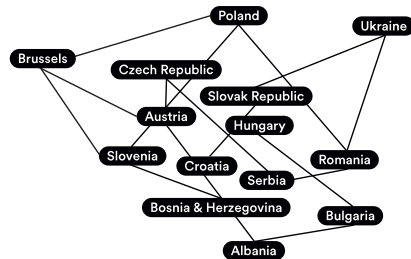 Poland
Ukraine
Brussels
Czech Republic
Slovak Republic
Austria
Hungary
Slovenia
Croatia
Romania
Serbia
Bosnia & Herzegovina
Bulgaria
Albania